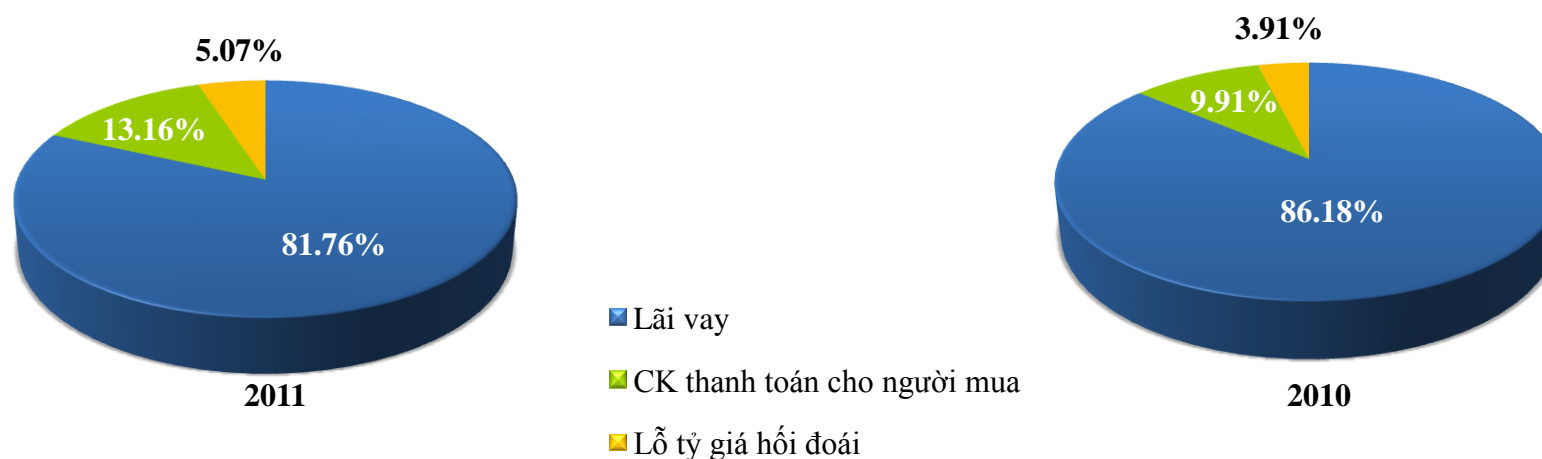 5.07%
13.16%
81.76%
2011
Lãi vay
CK thanh toán cho người mua
Lỗ tỷ giá hối đoái
3.91%
9.91%
86.18%
2010